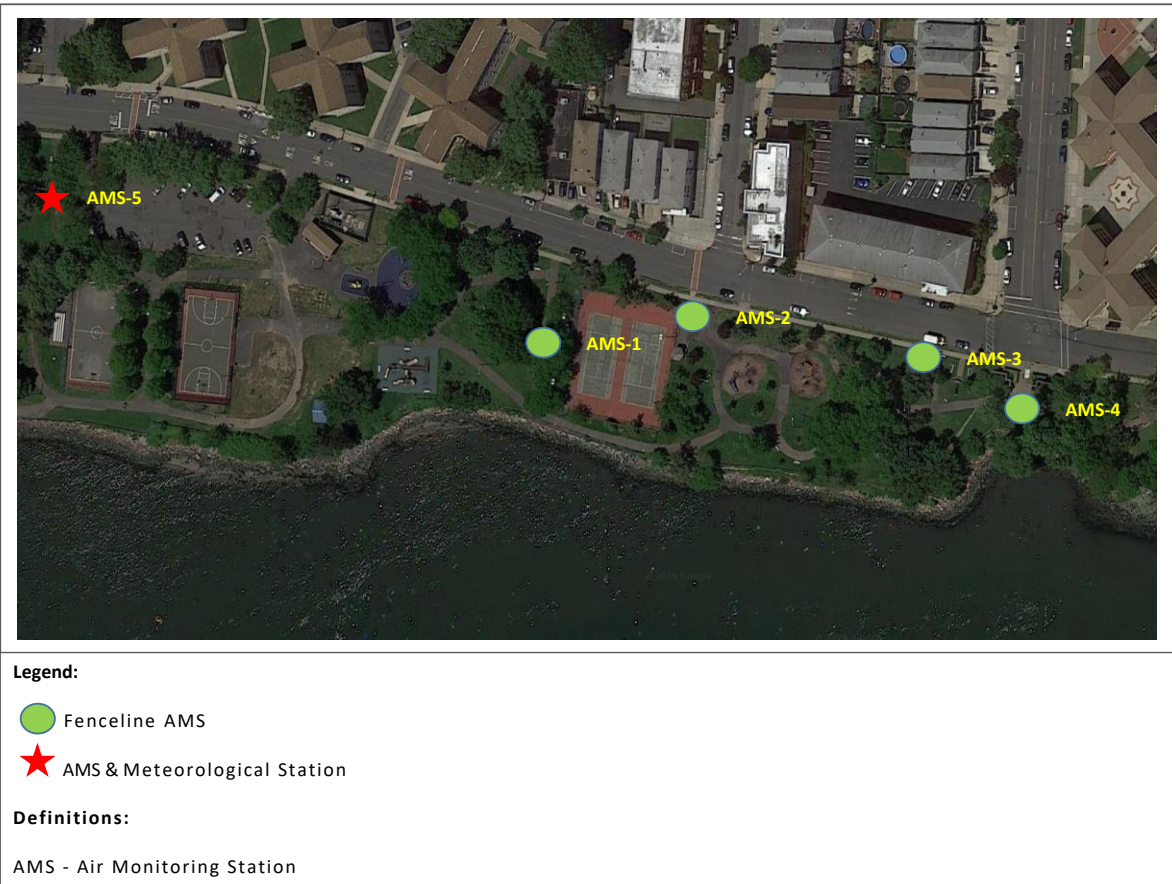 AMS-5
AMS-1
AMS-2
AMS-3
AMS-4
Legend:
Fenceline AMS
AMS & Meteorological Station
Definitions:
AMS - Air Monitoring Station